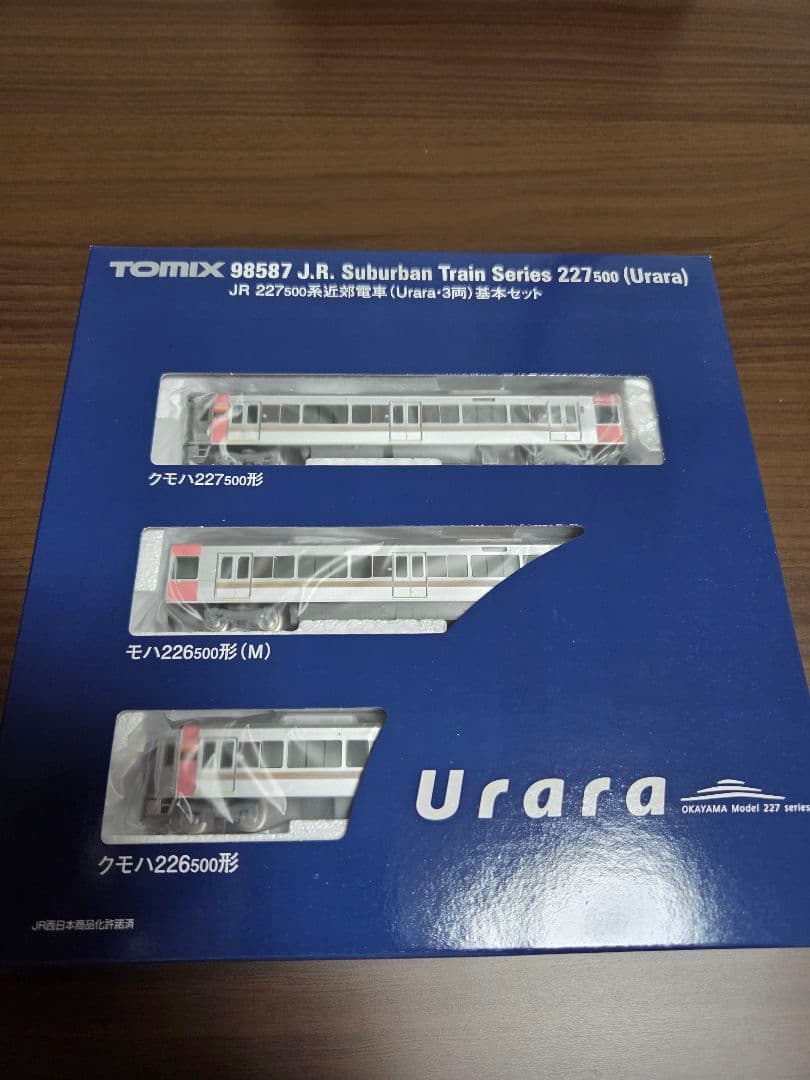 TOMIX 98587 J.R. Suburban Train Series 227500 (Urara)
JR 227500系近郊電車(Urara・3両)基本セット
クモハ227500形
モハ226500形(M)
クモハ226500形
Urara
OKAYAMA Model 227 series
JR西日本商品化許諾済